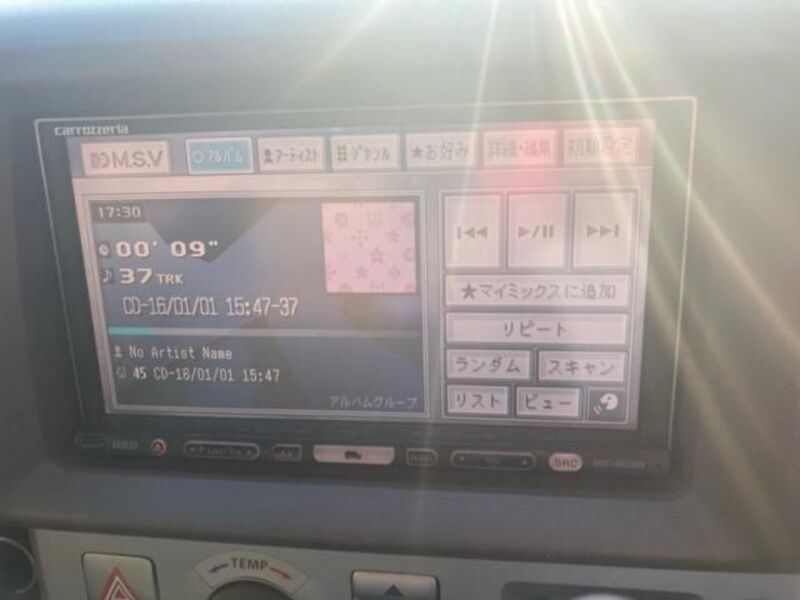 carrozzeria
M.S.V
アルバム
アーティスト
ジャンル
★お好み
詳細・編集
初期設定
17:30
00' 09"
37 TRK
CD-16/01/01 15:47-37
No Artist Name
45 CD-16/01/01 15:47
アルバムグループ
★マイミックスに追加
リピート
ランダム
スキャン
リスト
ビュー
HDD
SRC
TEMP